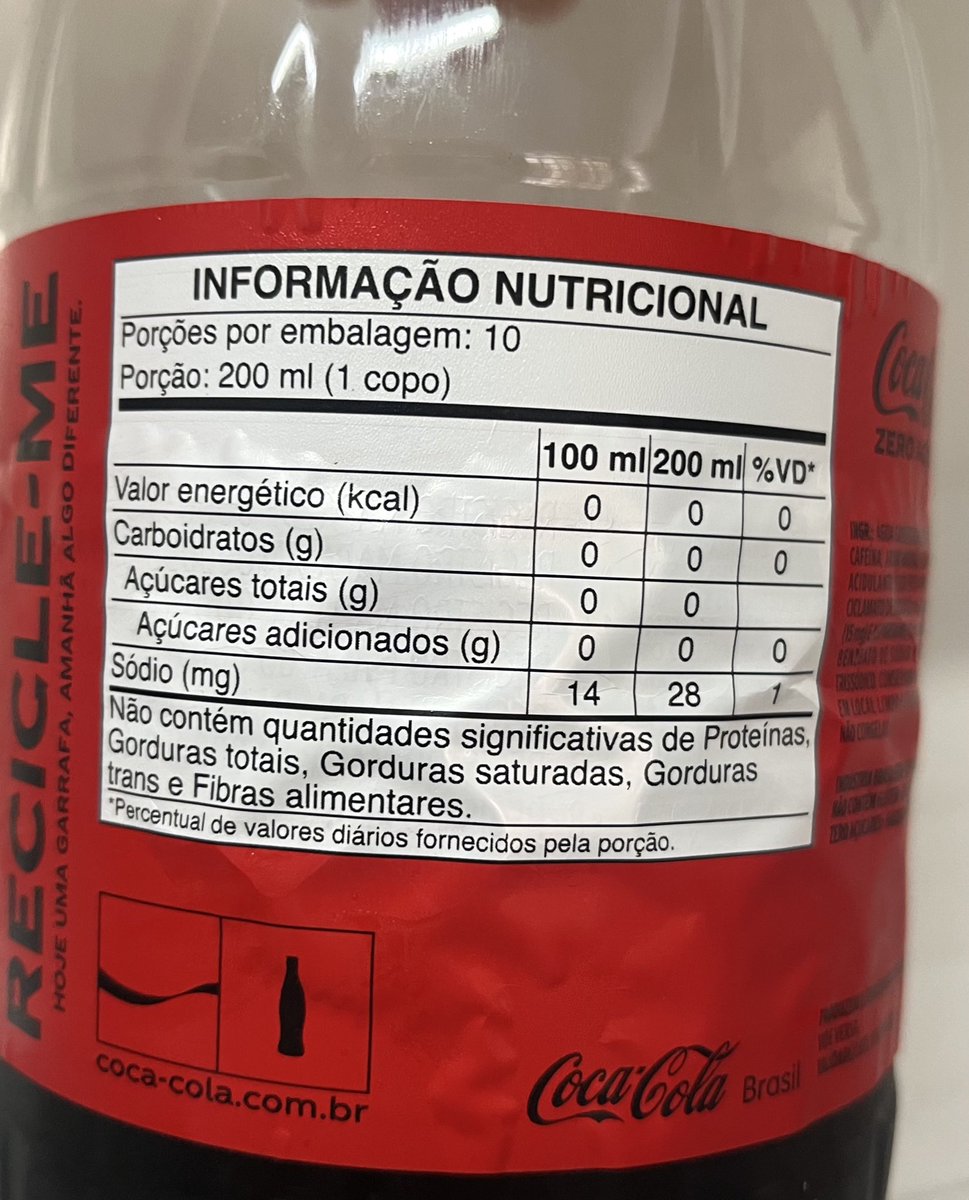 RECICLE-ME
HOJE UMA GARRAFA, AMANHÃ ALGO DIFERENTE.
INFORMAÇÃO NUTRICIONAL
Porções por embalagem: 10
Porção: 200 ml (1 copo)
100 ml 200 ml %VD*
Valor energético (kcal) 0 0 0
Carboidratos (g) 0 0 0
Açúcares totais (g) 0 0
Açúcares adicionados (g) 0 0 0
Sódio (mg) 14 28 1
Não contém quantidades significativas de Proteínas,
Gorduras totais, Gorduras saturadas, Gorduras
trans e Fibras alimentares.
*Percentual de valores diários fornecidos pela porção.
coca-cola.com.br
Coca-Cola Brasil
Coca
ZERO